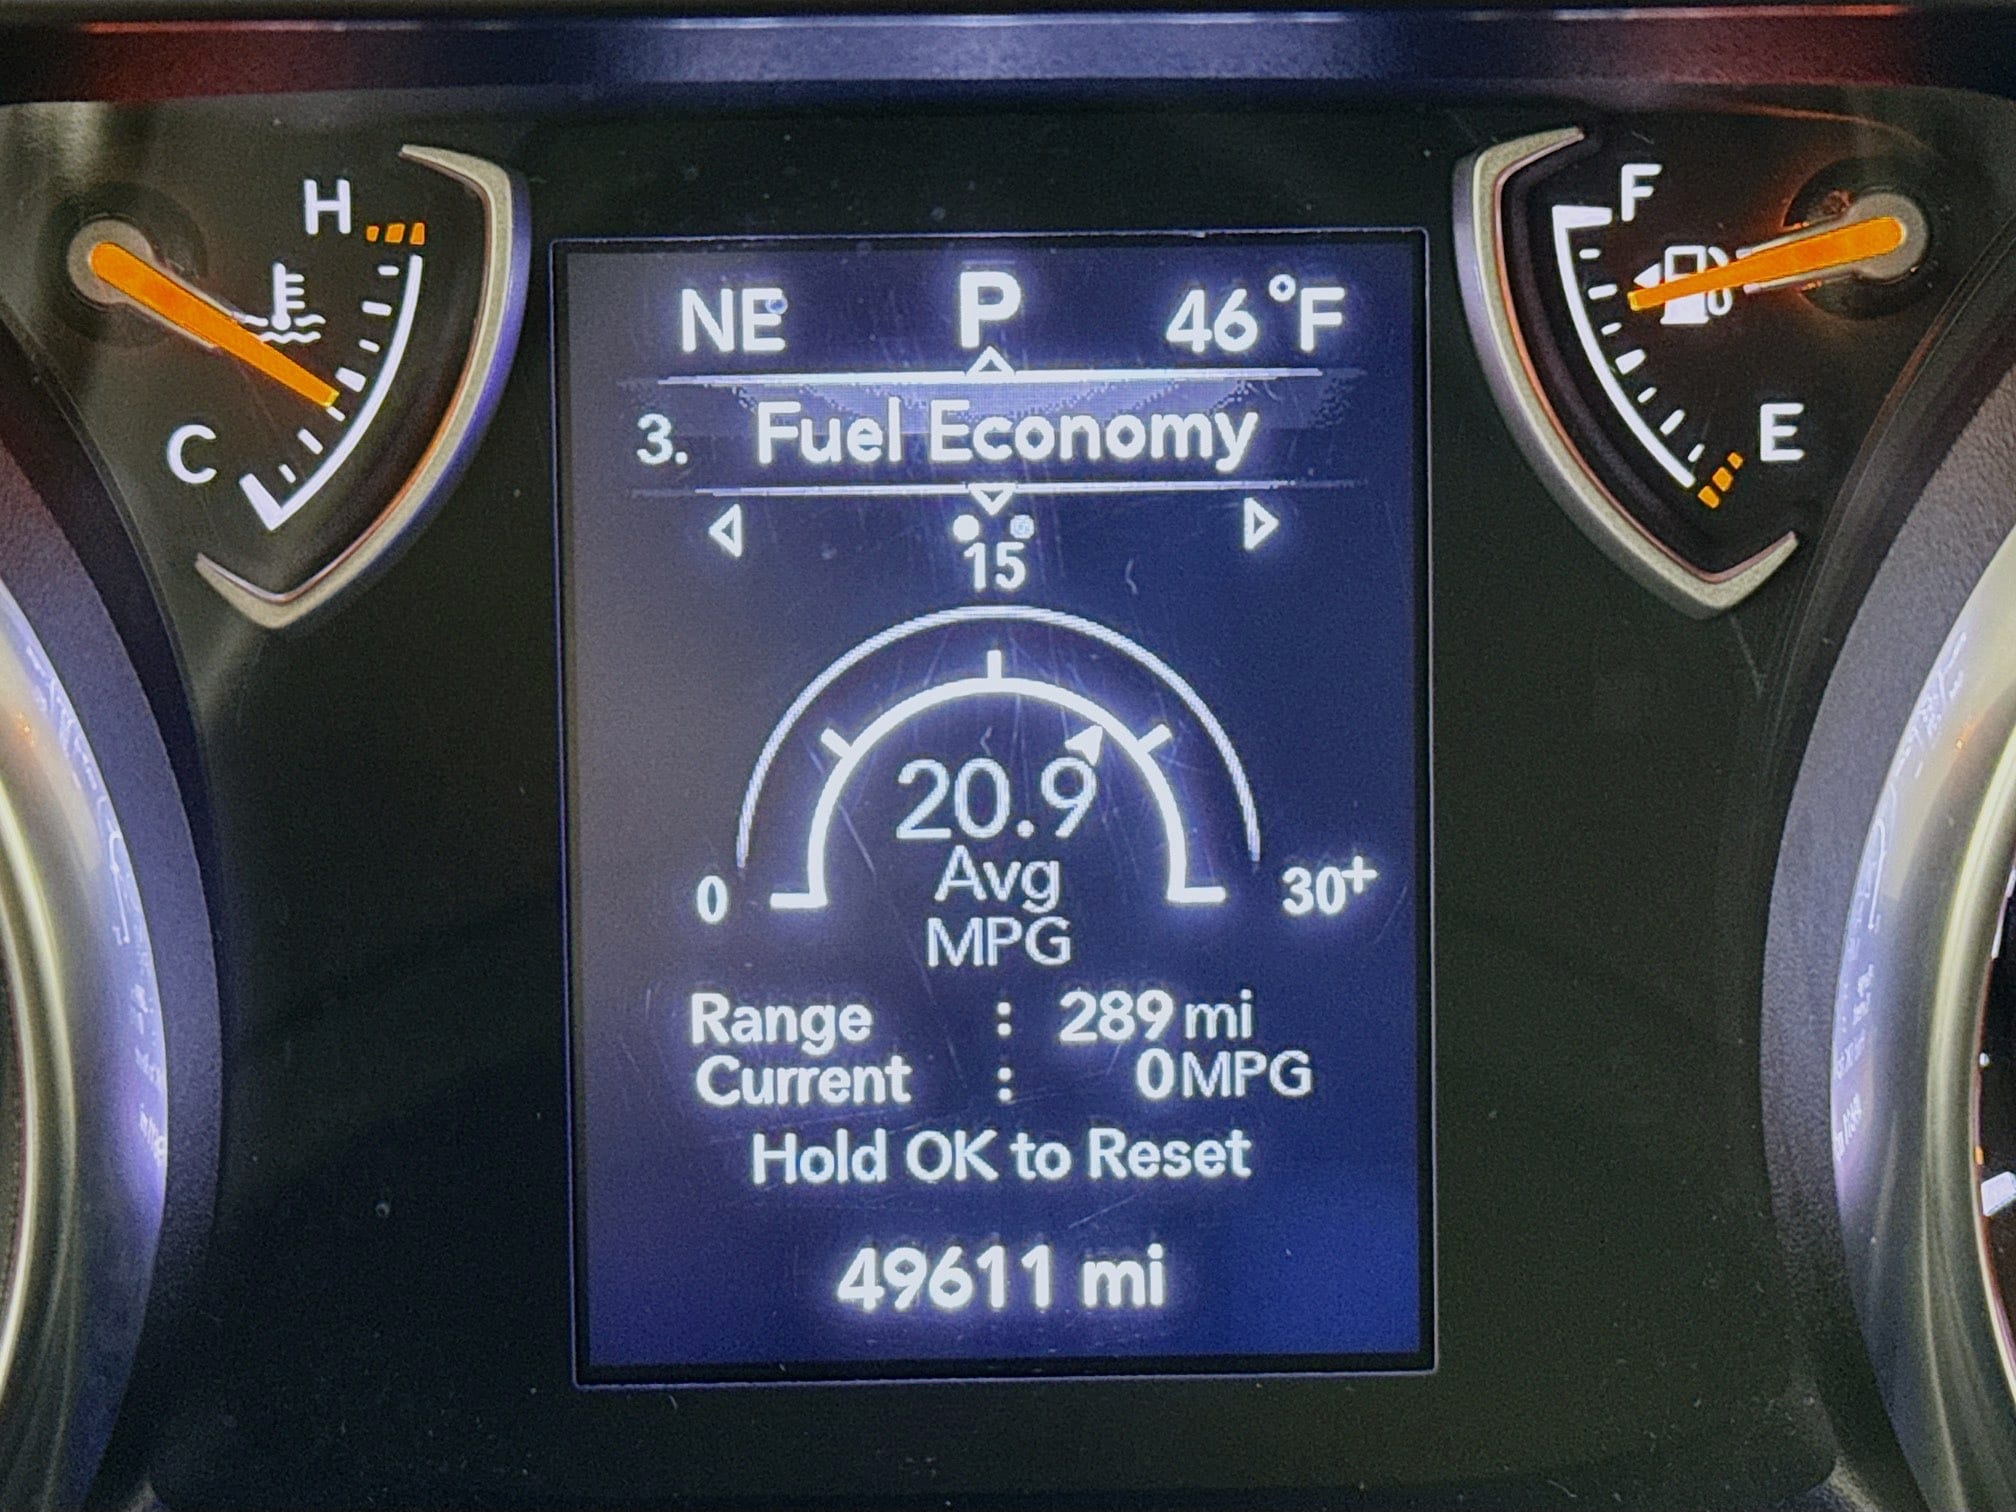 H
F
NE P 46°F
C
3. Fuel Economy
E
15
20.9
Avg
0 30+
MPG
Range : 289 mi
Current : 0 MPG
Hold OK to Reset
49611 mi